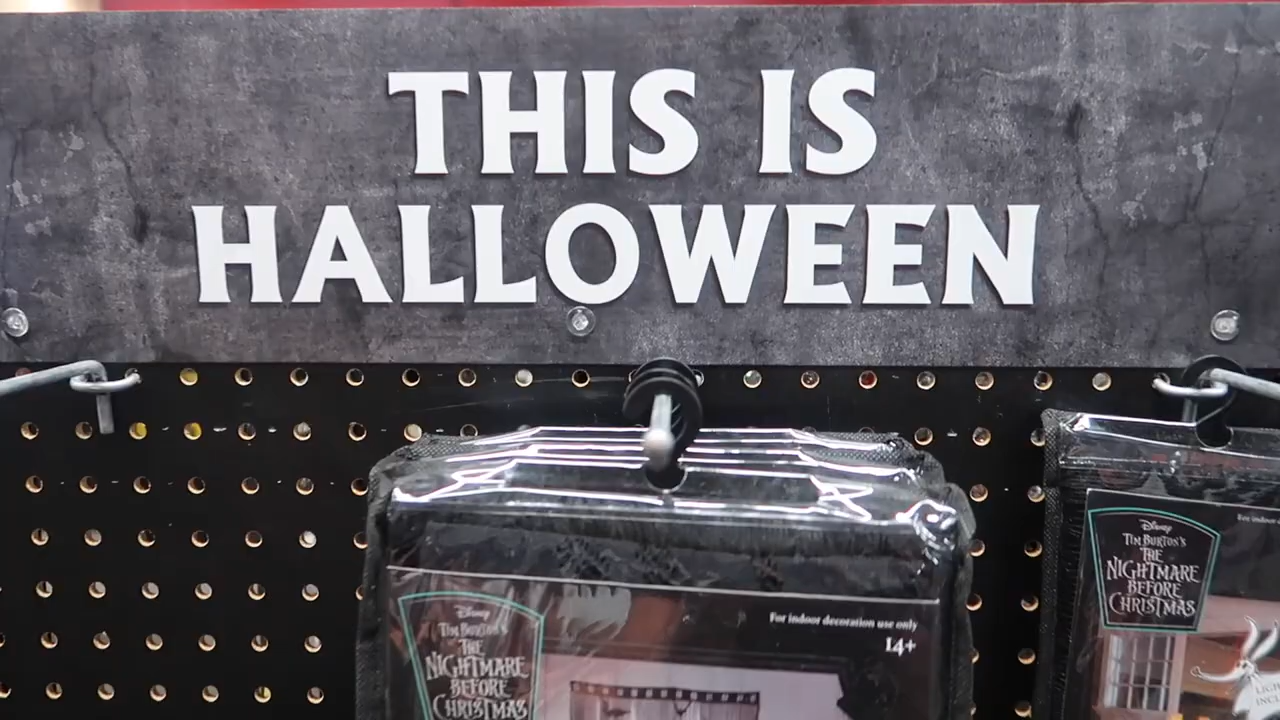 THIS IS
HALLOWEEN
Disney
TIM BURTON'S
THE
NIGHTMARE
BEFORE
CHRISTMAS
For indoor decoration use only
14+
Disney
TIM BURTON'S
THE
NIGHTMARE
BEFORE
CHRISTMAS